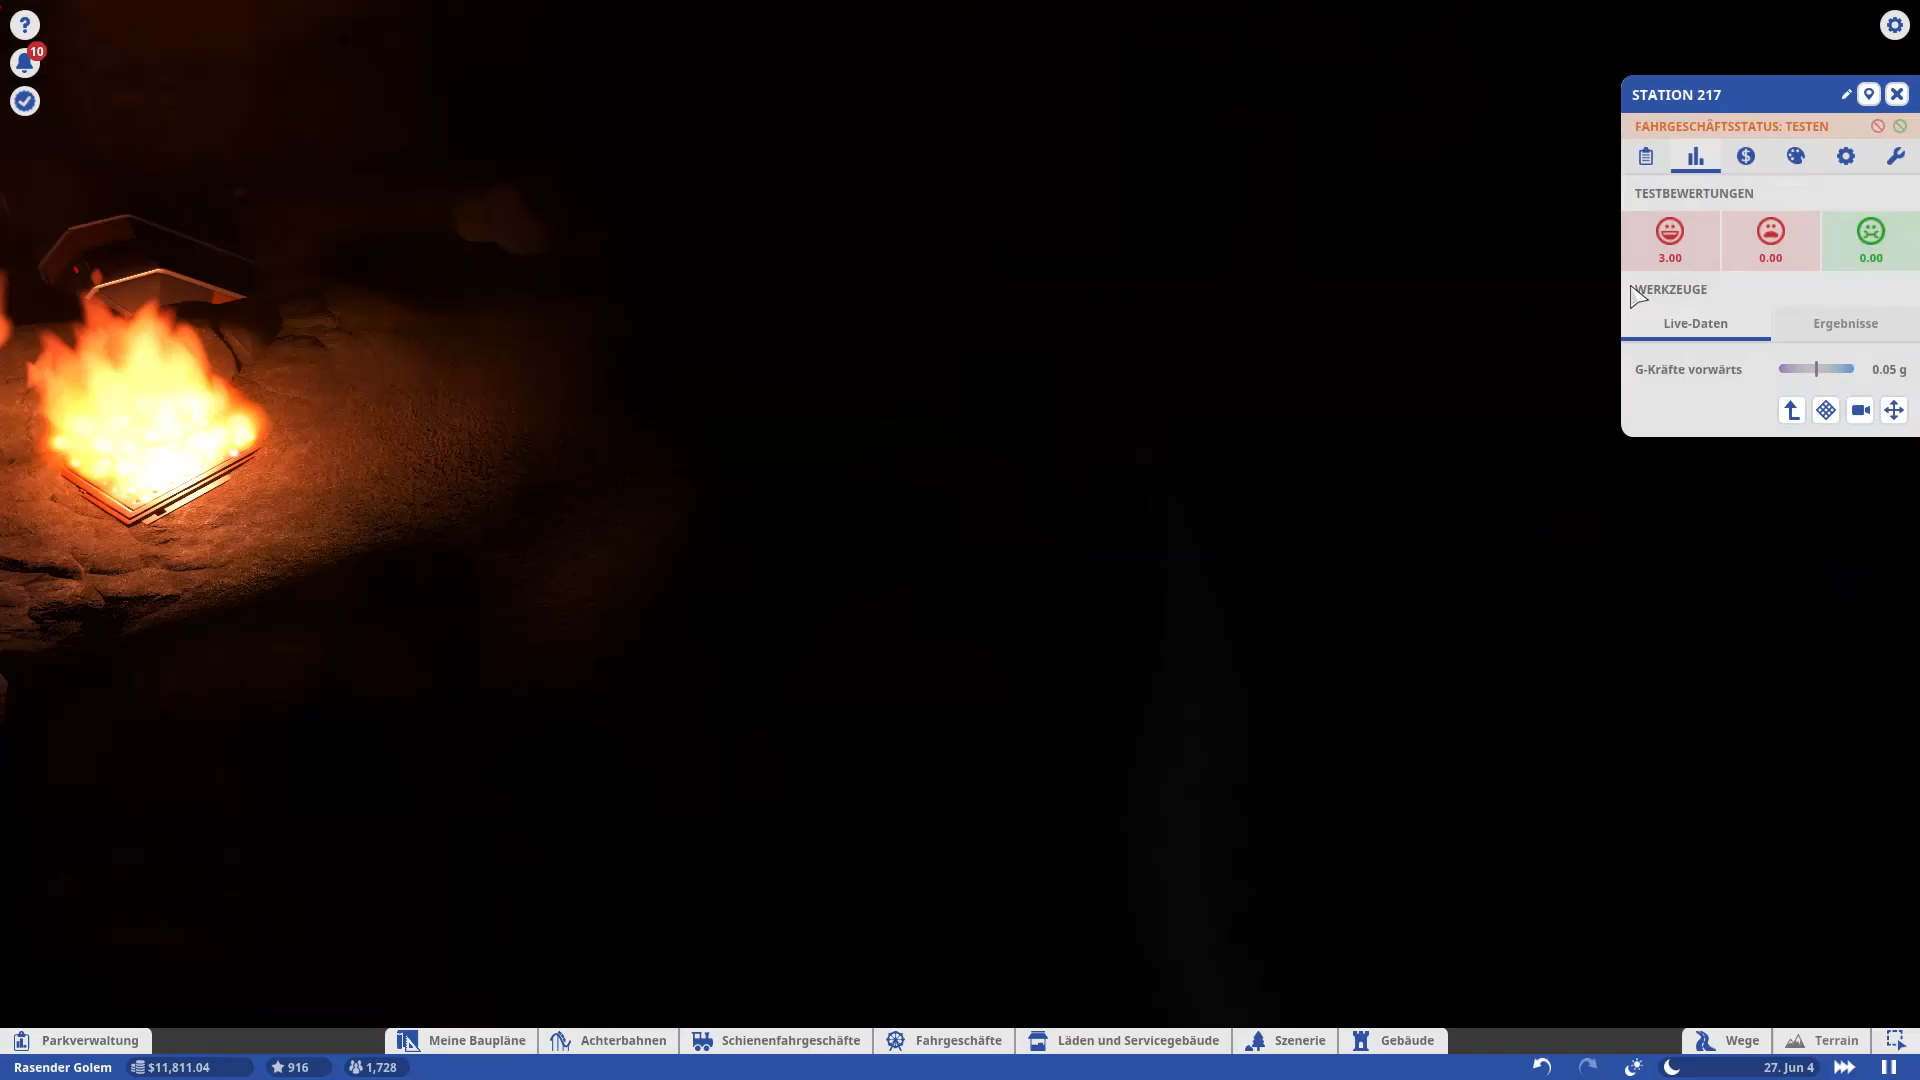 ?
10
STATION 217
FAHRGESCHÄFTSSTATUS: TESTEN
TESTBEWERTUNGEN
3.00 0.00 0.00
WERKZEUGE
Live-Daten Ergebnisse
G-Kräfte vorwärts 0.05 g
Parkverwaltung Meine Baupläne Achterbahnen Schienenfahrgeschäfte Fahrgeschäfte Läden und Servicegebäude Szenerie Gebäude Wege Terrain
Rasender Golem $11,811.04 916 1,728 27. Jun 4